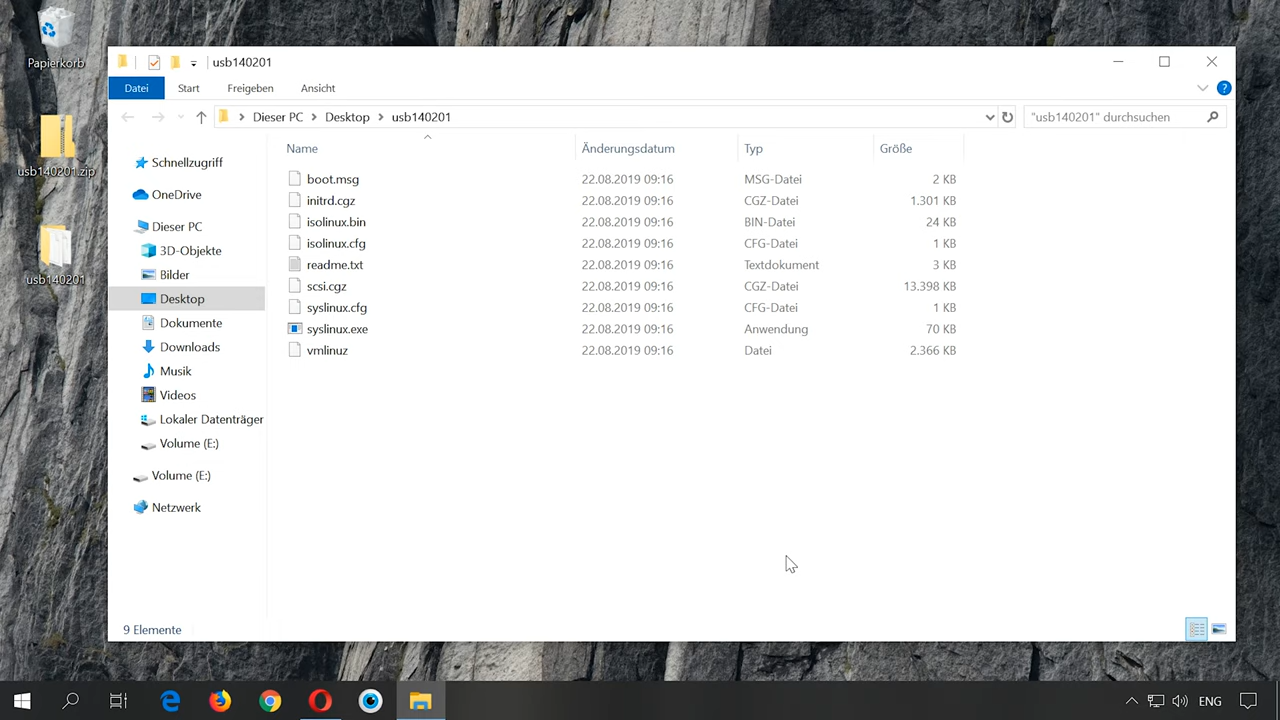 Papierkorb
usb140201.zip
usb140201
usb140201
Datei Start Freigeben Ansicht
Dieser PC Desktop usb140201 "usb140201" durchsuchen
Name Änderungsdatum Typ Größe
boot.msg 22.08.2019 09:16 MSG-Datei 2 KB
initrd.cgz 22.08.2019 09:16 CGZ-Datei 1.301 KB
isolinux.bin 22.08.2019 09:16 BIN-Datei 24 KB
isolinux.cfg 22.08.2019 09:16 CFG-Datei 1 KB
readme.txt 22.08.2019 09:16 Textdokument 3 KB
scsi.cgz 22.08.2019 09:16 CGZ-Datei 13.398 KB
syslinux.cfg 22.08.2019 09:16 CFG-Datei 1 KB
syslinux.exe 22.08.2019 09:16 Anwendung 70 KB
vmlinuz 22.08.2019 09:16 Datei 2.366 KB
Schnellzugriff
OneDrive
Dieser PC
3D-Objekte
Bilder
Desktop
Dokumente
Downloads
Musik
Videos
Lokaler Datenträger
Volume (E:)
Volume (E:)
Netzwerk
9 Elemente
ENG